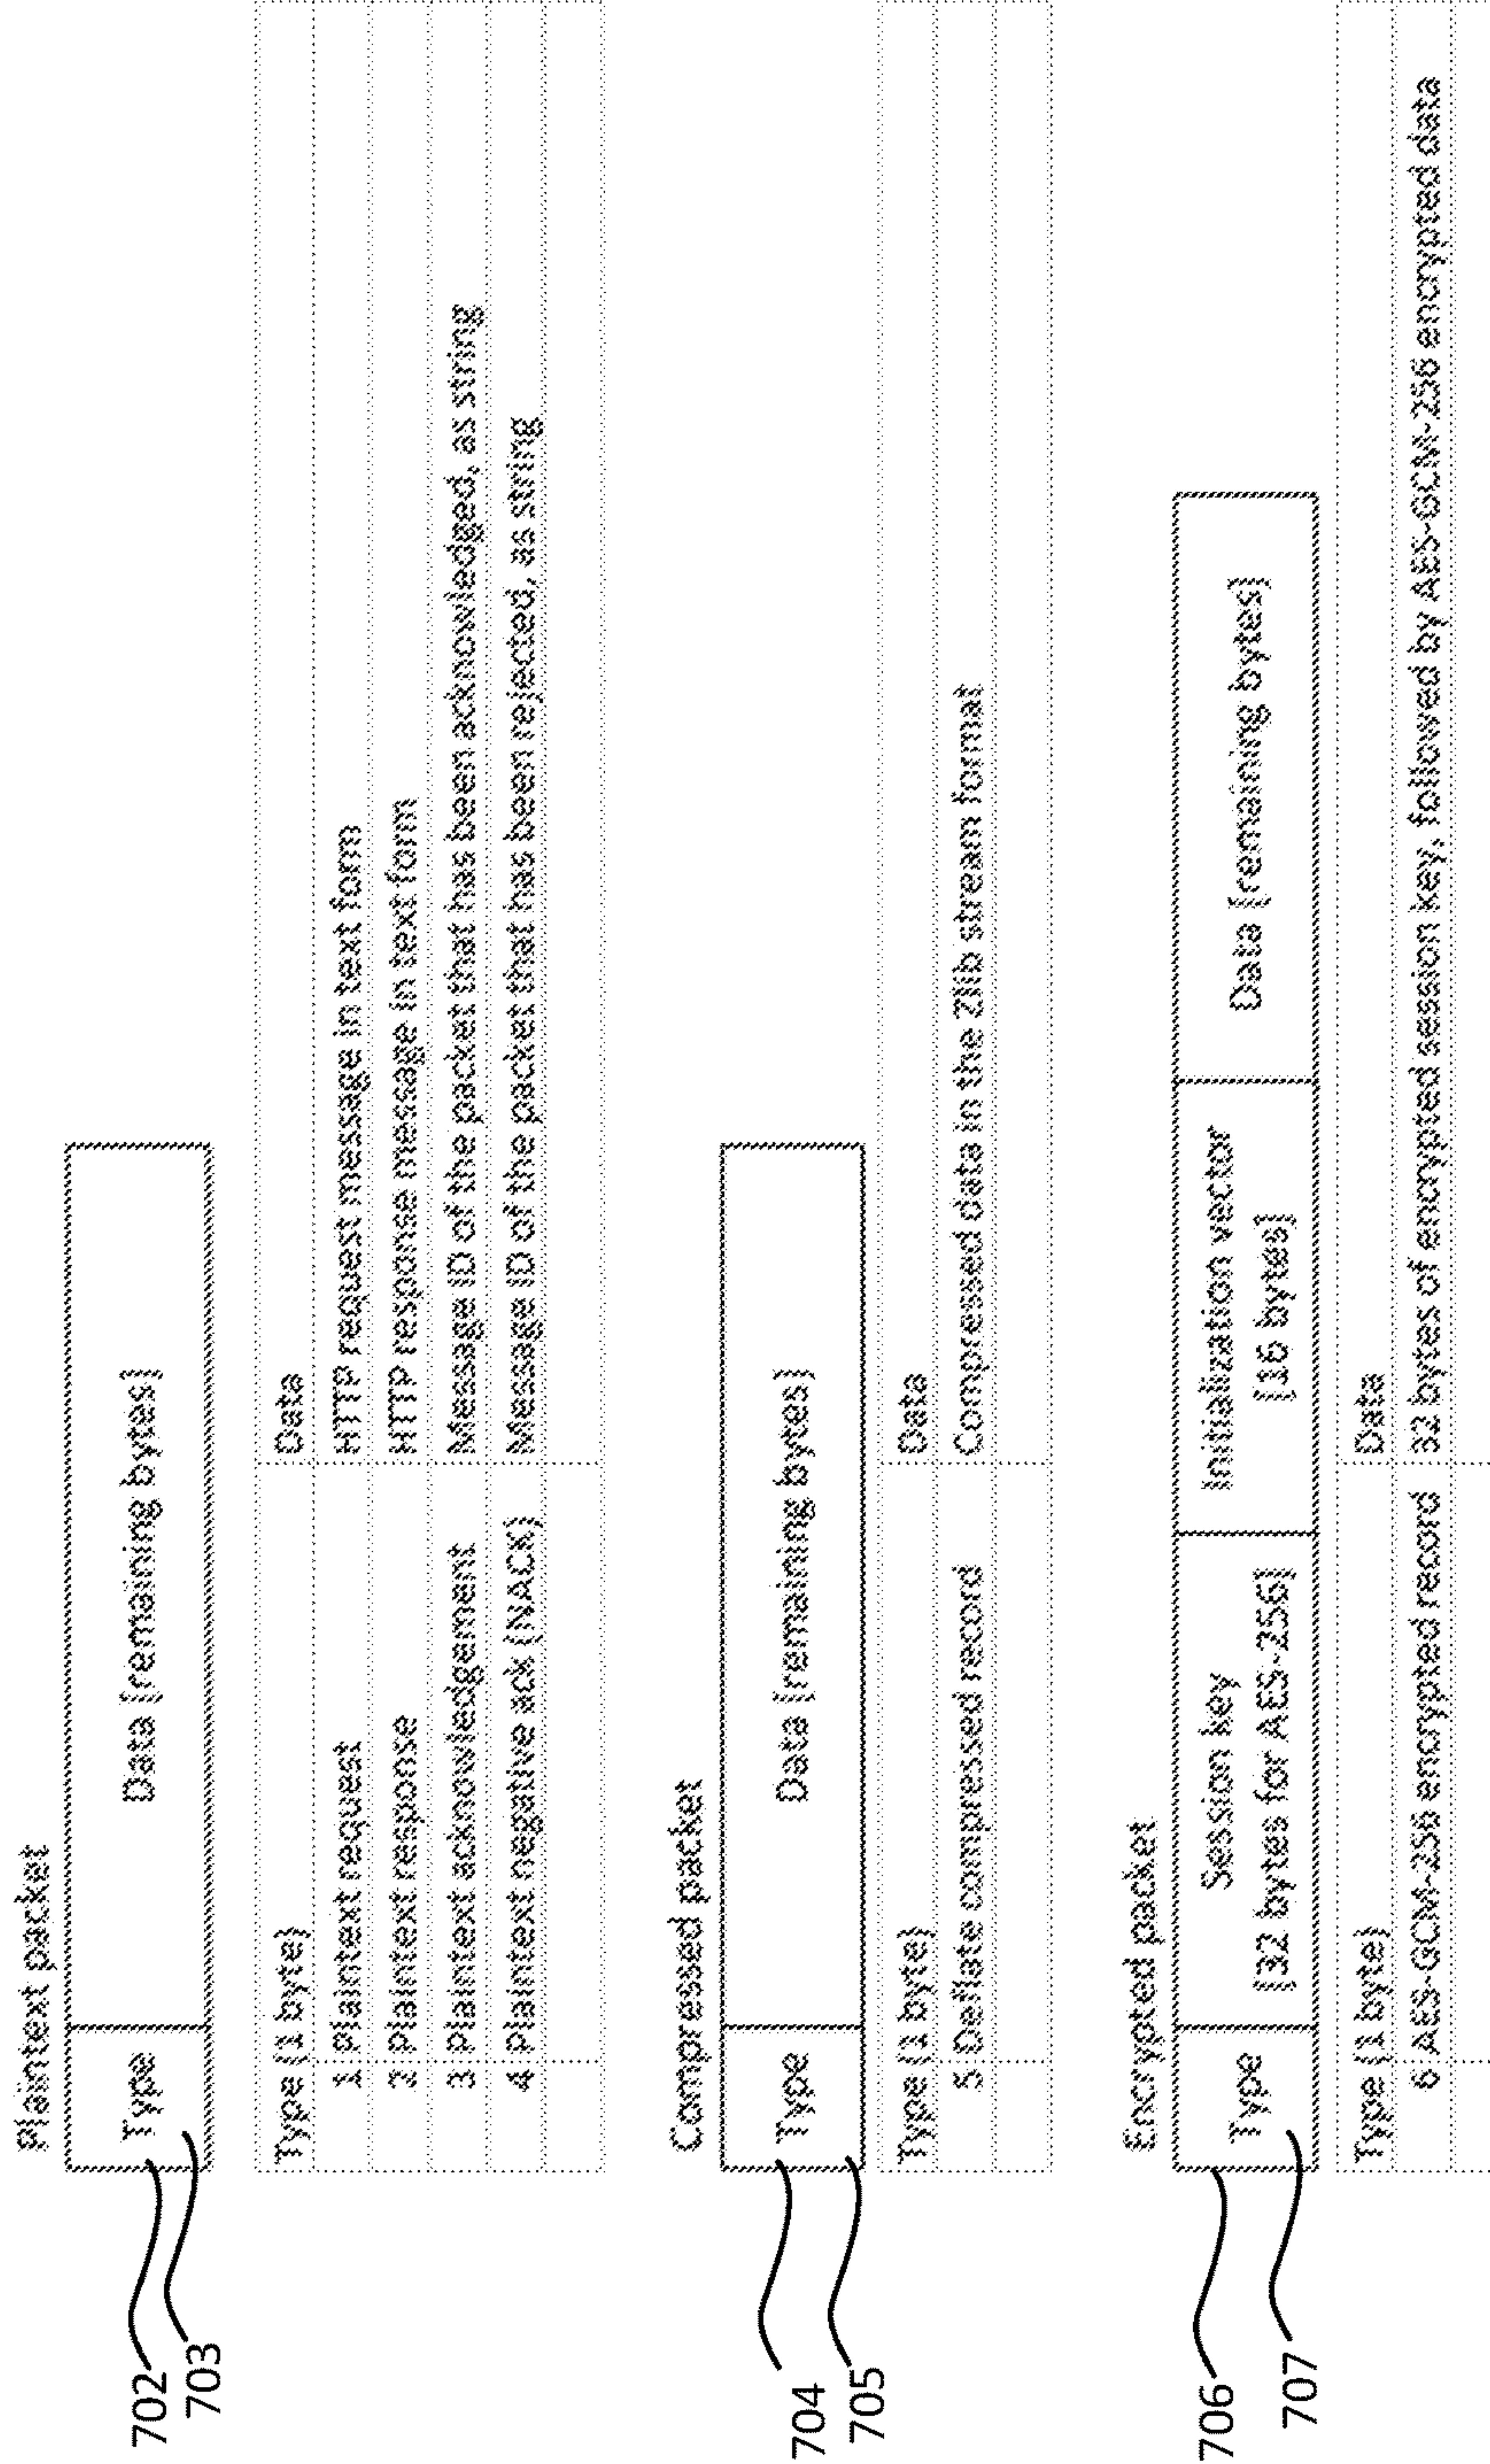 Plaintext packet
702
703
Type
Data [remaining bytes]
Type (1 byte) Data
1 Plaintext request HTTP request message in text form
2 Plaintext response HTTP response message in text form
3 Plaintext acknowledgement Message ID of the packet that has been acknowledged, as string
4 Plaintext negative ack (NACK) Message ID of the packet that has been rejected, as string
Compressed packet
704
705
Type
Data [remaining bytes]
Type (1 byte) Data
5 Deflate compressed record Compressed data in the Zlib stream format
Encrypted packet
706
707
Type
Session key
[32 bytes for AES-256]
Initialization vector
[16 bytes]
Data [remaining bytes]
Type (1 byte) Data
6 AES-GCM-256 encrypted record 32 bytes of encrypted session key, followed by AES-GCM-256 encrypted data